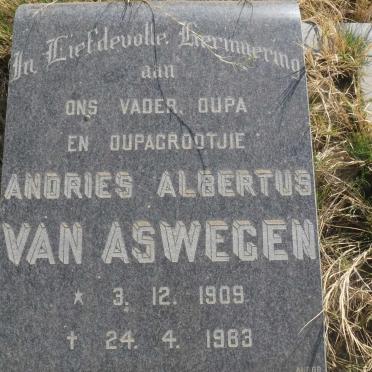 In Liefdevolle Herinnering
aan
ONS VADER, OUPA
EN OUPAGROOTJIE
ANDRIES ALBERTUS
VAN ASWEGEN
* 3. 12. 1909
† 24. 4. 1983